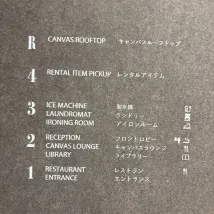 R CANVAS ROOFTOP キャンバスルーフトップ
4 RENTAL ITEM PICKUP レンタルアイテム
3 ICE MACHINE 製氷機
LAUNDROMAT ランドリー
IRONING ROOM アイロンルーム
2 RECEPTION フロントロビー
CANVAS LOUNGE キャンバスラウンジ
LIBRARY ライブラリー
1 RESTAURANT レストラン
ENTRANCE エントランス